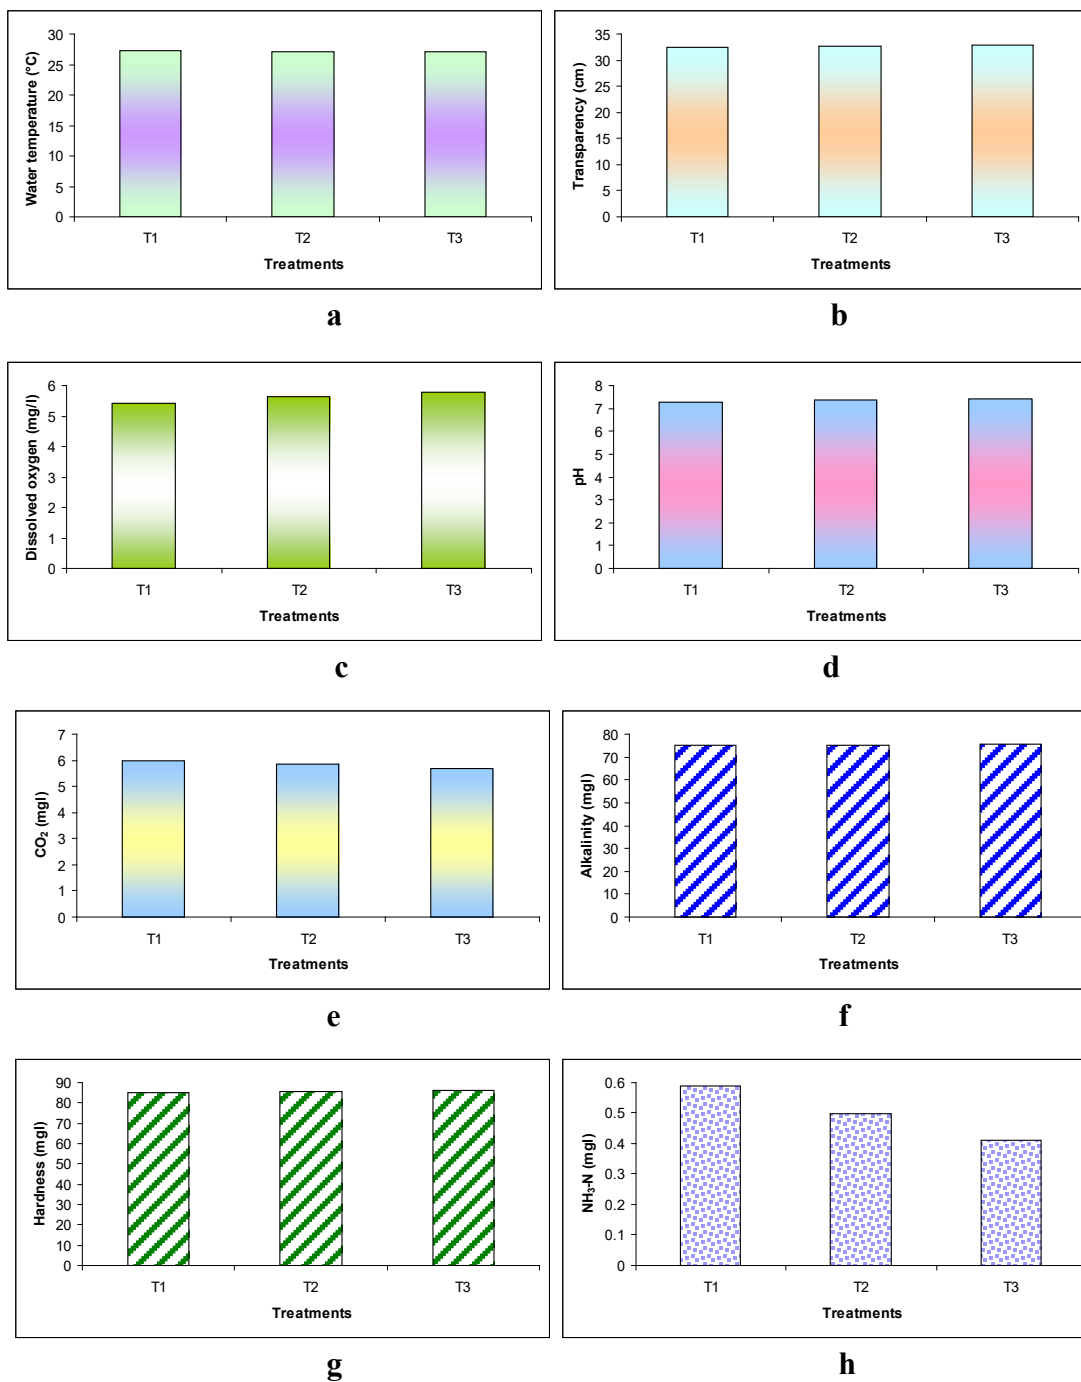 30
25
20
15
10
5
0
Water temperature (°C)
T1 T2 T3
Treatments
a
35
30
25
20
15
10
5
0
Transparency (cm)
T1 T2 T3
Treatments
b
6
5
4
3
2
1
0
Dissolved oxygen (mg/l)
T1 T2 T3
Treatments
c
8
7
6
5
4
3
2
1
0
pH
T1 T2 T3
Treatments
d
7
6
5
4
3
2
1
0
CO₂ (mgl)
T1 T2 T3
Treatments
e
80
70
60
50
40
30
20
10
0
Alkalinity (mgl)
T1 T2 T3
Treatments
f
90
80
70
60
50
40
30
20
10
0
Hardness (mgl)
T1 T2 T3
Treatments
g
0.6
0.5
0.4
0.3
0.2
0.1
0
NH₃-N (mgl)
T1 T2 T3
Treatments
h